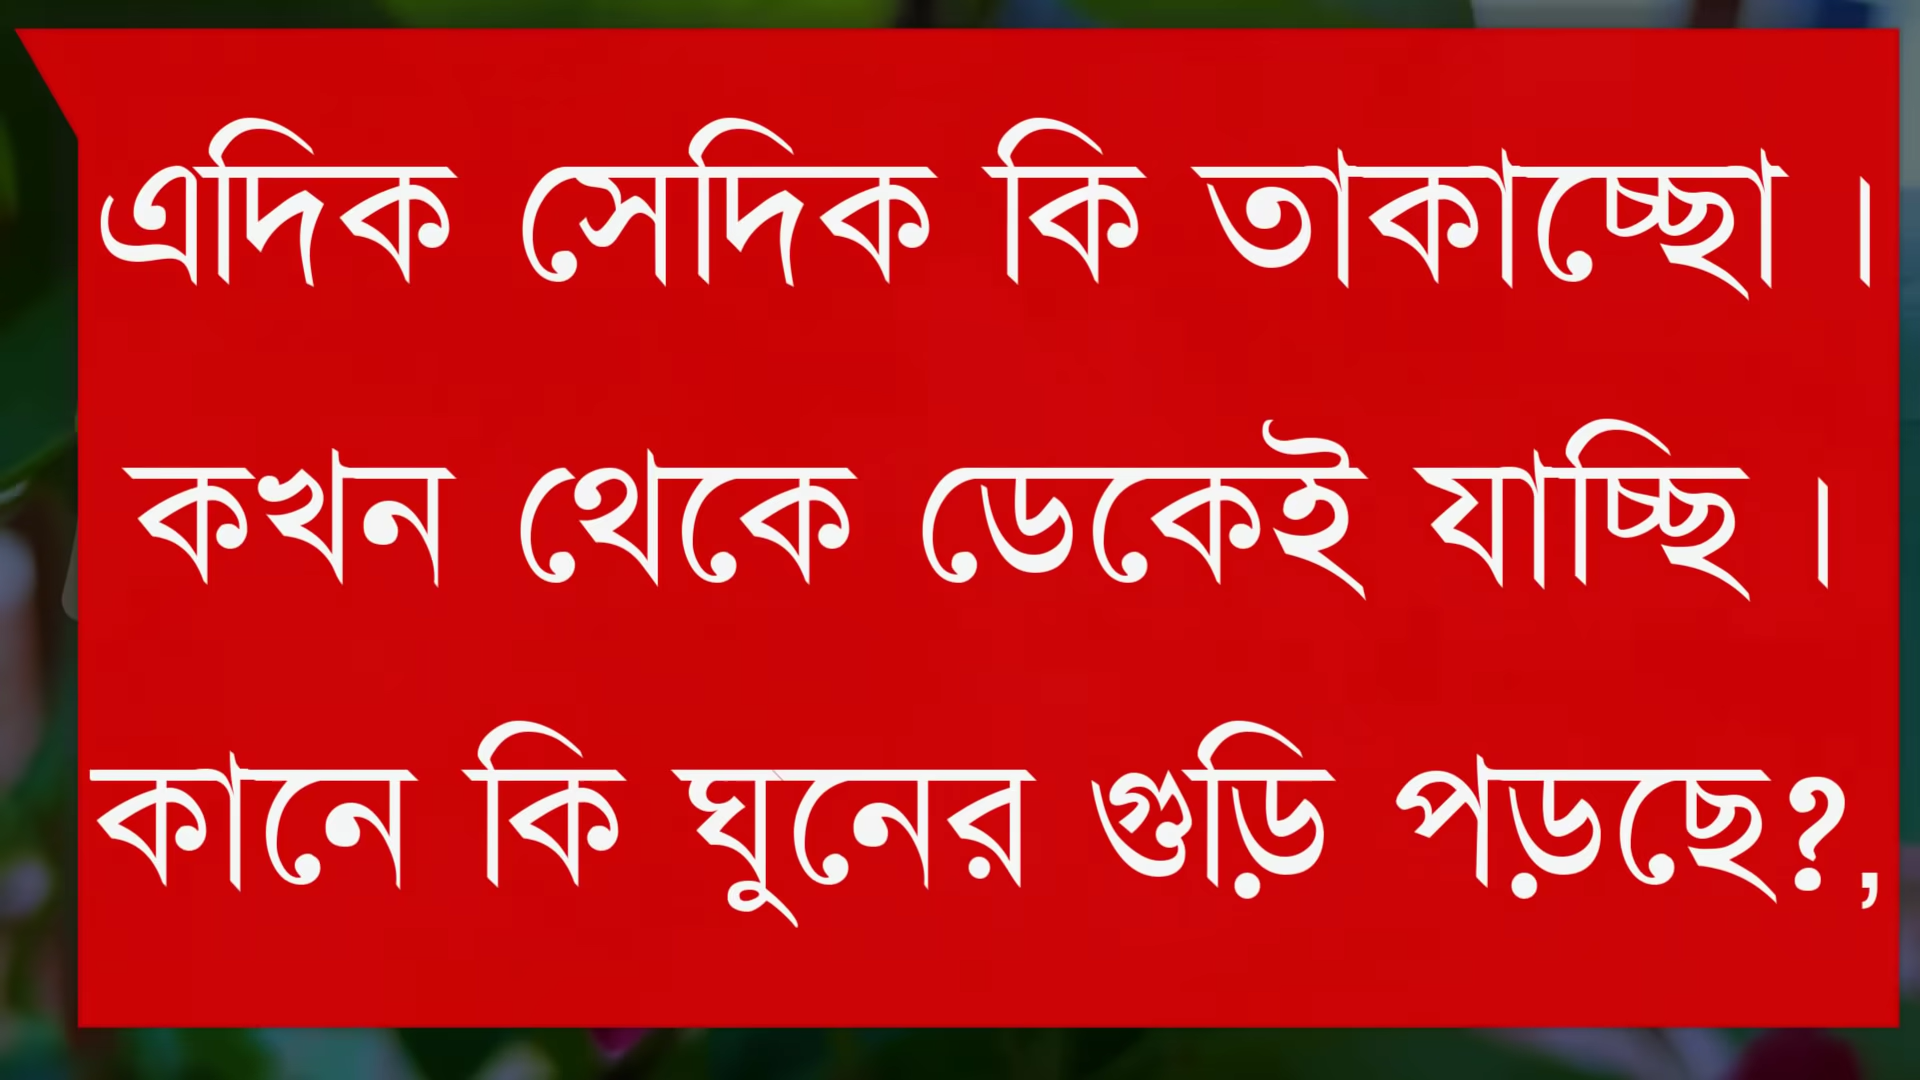 এদিক সেদিক কি তাকাচ্ছো ।
কখন থেকে ডেকেই যাচ্ছি ।
কানে কি ঘুনের গুড়ি পড়ছে?,